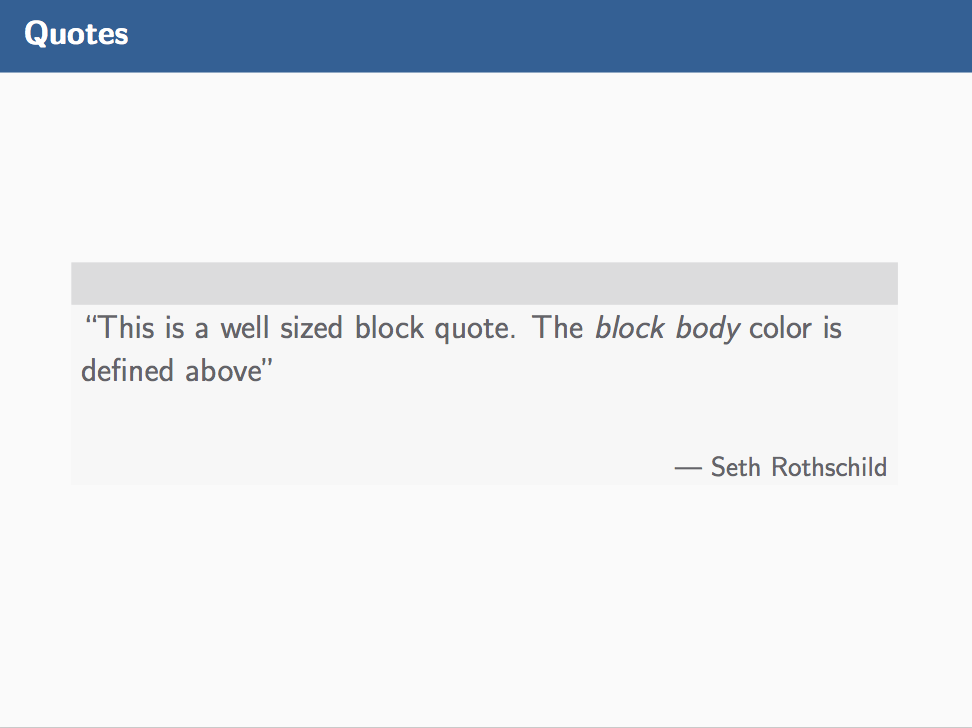 Quotes
“This is a well sized block quote. The block body color is
defined above”
— Seth Rothschild